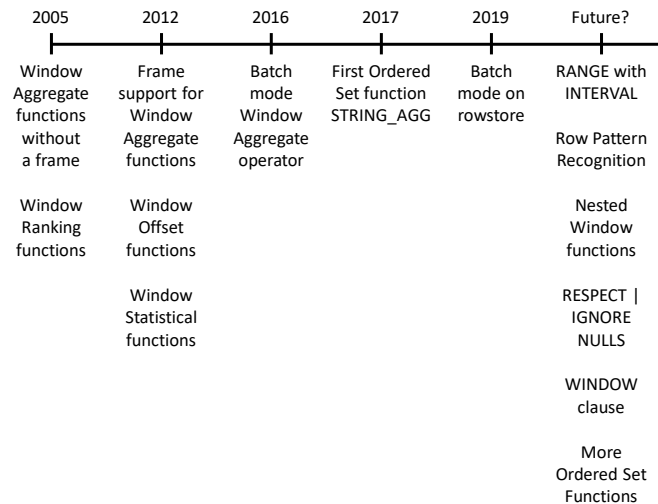 2005
2012
2016
2017
2019
Future?
Window
Aggregate
functions
without
a frame
Window
Ranking
functions
Frame
support for
Window
Aggregate
functions
Window
Offset
functions
Window
Statistical
functions
Batch
mode
Window
Aggregate
operator
First Ordered
Set function
STRING_AGG
Batch
mode on
rowstore
RANGE with
INTERVAL
Row Pattern
Recognition
Nested
Window
functions
RESPECT |
IGNORE
NULLS
WINDOW
clause
More
Ordered Set
Functions